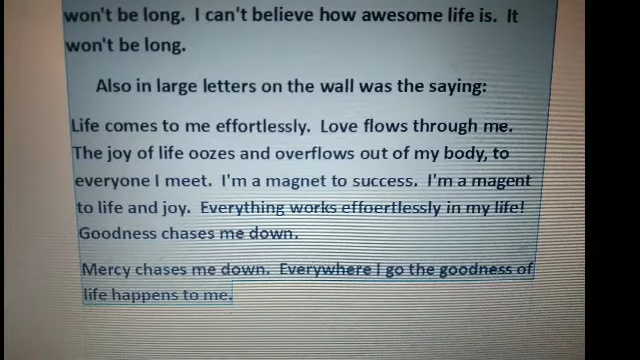 won't be long.  I can't believe how awesome life is.  It
won't be long.
Also in large letters on the wall was the saying:
Life comes to me effortlessly.  Love flows through me.
The joy of life oozes and overflows out of my body, to
everyone I meet.  I'm a magnet to success.  I'm a magent
to life and joy.  Everything works effoertlessly in my life!
Goodness chases me down.
Mercy chases me down.  Everywhere I go the goodness of
life happens to me.